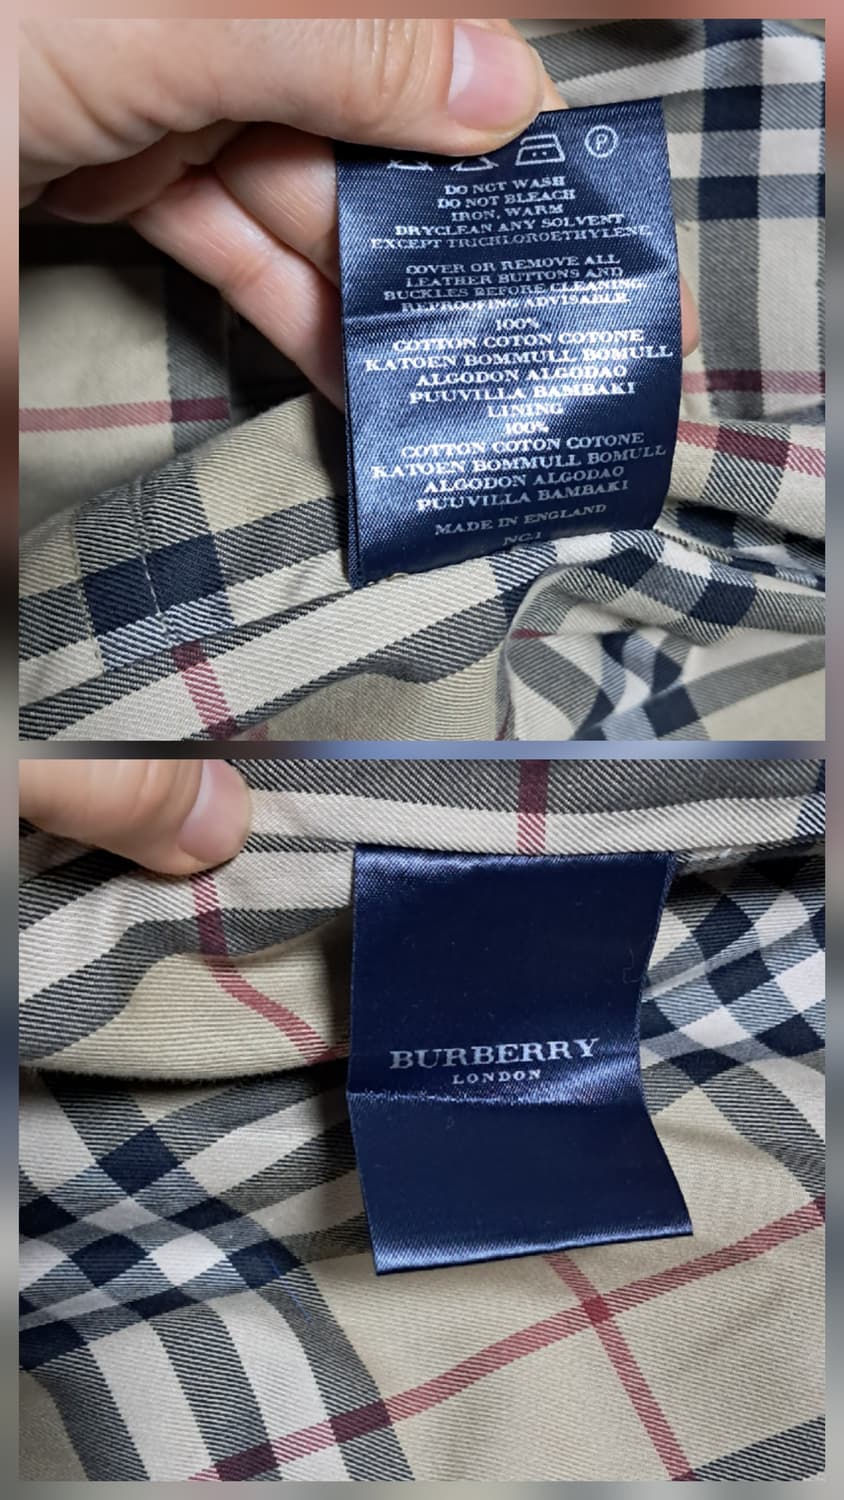 P
DO NOT WASH
DO NOT BLEACH
IRON, WARM
DRYCLEAN ANY SOLVENT
EXCEPT TRICHLOROETHYLENE
COVER OR REMOVE ALL
LEATHER BUTTONS AND
BUCKLES BEFORE CLEANING.
REPROOFING ADVISABLE
100%
COTTON COTON COTONE
KATOEN BOMMULL BOMULL
ALGODON ALGODAO
PUUVILLA BAMBAKI
LINING
100%
COTTON COTON COTONE
KATOEN BOMMULL BOMULL
ALGODON ALGODAO
PUUVILLA BAMBAKI
MADE IN ENGLAND
NC.1
BURBERRY
LONDON